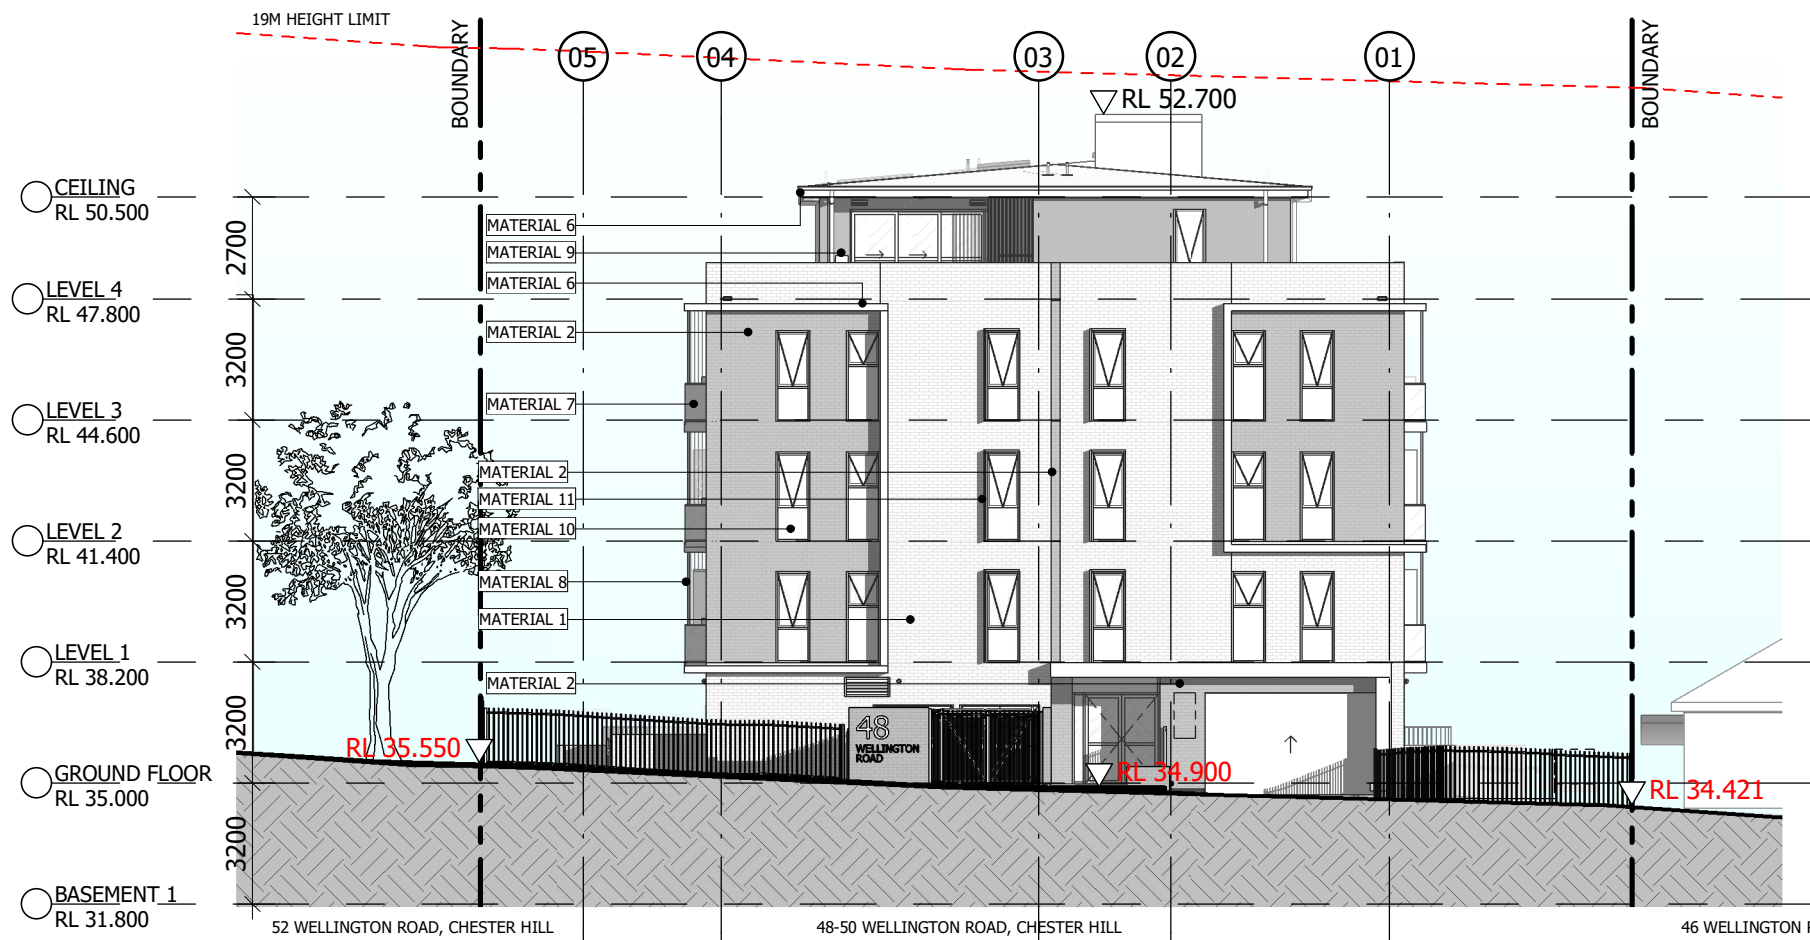 19M HEIGHT LIMIT
BOUNDARY
05
04
03
02
01
BOUNDARY
RL 52.700
CEILING
RL 50.500
2700
LEVEL 4
RL 47.800
3200
LEVEL 3
RL 44.600
3200
LEVEL 2
RL 41.400
3200
LEVEL 1
RL 38.200
3200
GROUND FLOOR
RL 35.000
3200
BASEMENT 1
RL 31.800
MATERIAL 6
MATERIAL 9
MATERIAL 6
MATERIAL 2
MATERIAL 7
MATERIAL 2
MATERIAL 11
MATERIAL 10
MATERIAL 8
MATERIAL 1
MATERIAL 2
48
WELLINGTON
ROAD
RL 35.550
RL 34.900
RL 34.421
52 WELLINGTON ROAD, CHESTER HILL
48-50 WELLINGTON ROAD, CHESTER HILL
46 WELLINGTON